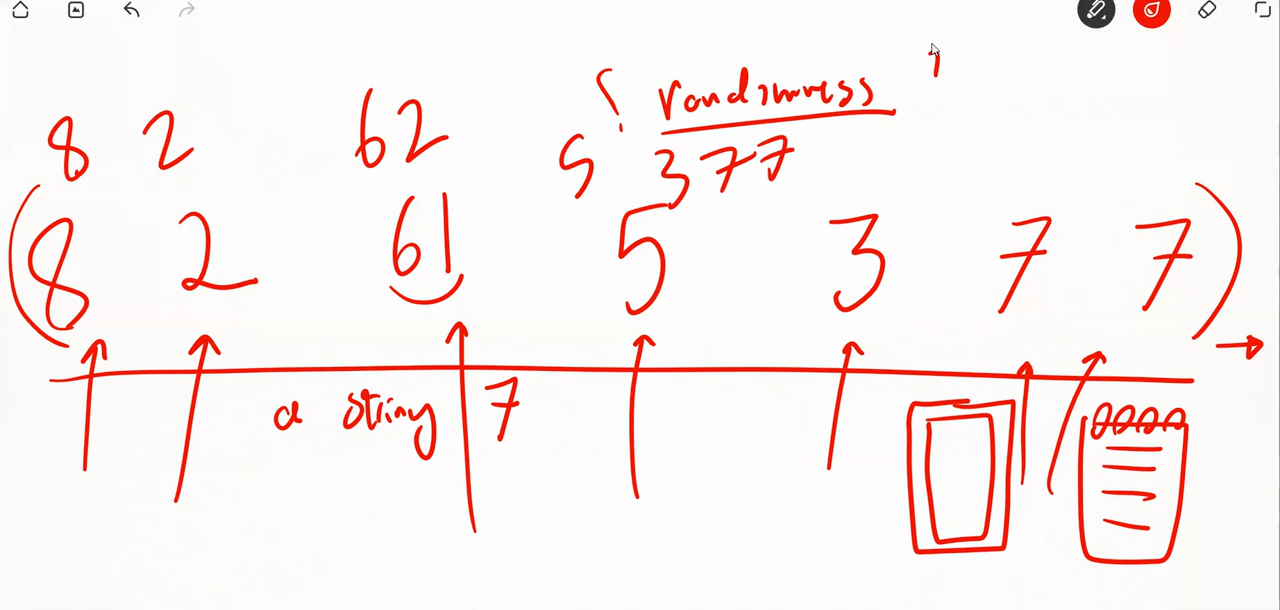 randomness
8 2 62 5 377
(8 2 61 5 3 7 7)
a string 7